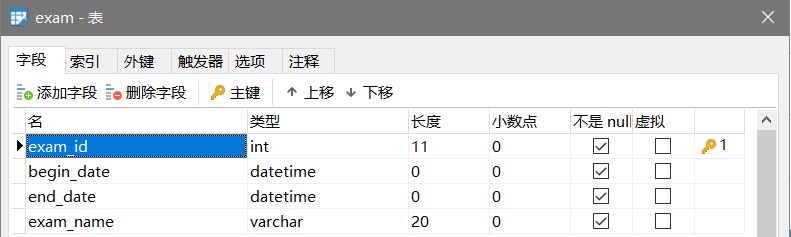 exam - 表
字段 索引 外键 触发器 选项 注释
添加字段 删除字段 主键 上移 下移
名 类型 长度 小数点 不是 null 虚拟
exam_id int 11 0 1
begin_date datetime 0 0
end_date datetime 0 0
exam_name varchar 20 0